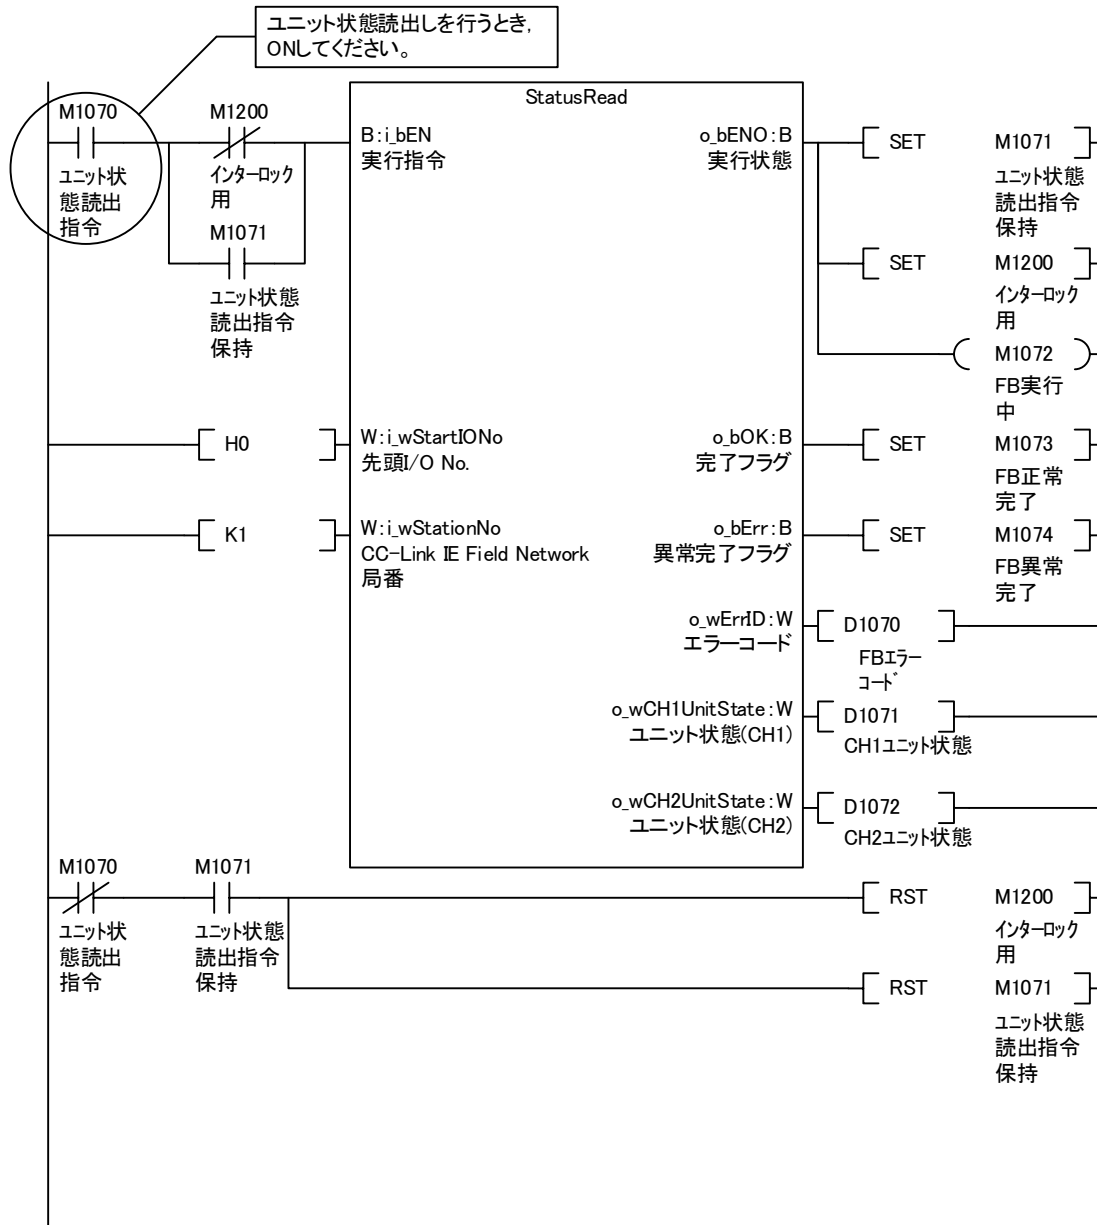 ユニット状態読出しを行うとき,
ONしてください。
StatusRead
M1070
ユニット状
態読出
指令
M1200
インターロック
用
M1071
ユニット状態
読出指令
保持
B:i_bEN
実行指令
o_bENO:B
実行状態
SET M1071
ユニット状態
読出指令
保持
SET M1200
インターロック
用
M1072
FB実行
中
H0
W:i_wStartIONo
先頭I/O No.
o_bOK:B
完了フラグ
SET M1073
FB正常
完了
K1
W:i_wStationNo
CC-Link IE Field Network
局番
o_bErr:B
異常完了フラグ
SET M1074
FB異常
完了
o_wErrID:W
エラーコード
D1070
FBエラー
コード
o_wCH1UnitState:W
ユニット状態(CH1)
D1071
CH1ユニット状態
o_wCH2UnitState:W
ユニット状態(CH2)
D1072
CH2ユニット状態
M1070
ユニット状
態読出
指令
M1071
ユニット状態
読出指令
保持
RST M1200
インターロック
用
RST M1071
ユニット状態
読出指令
保持